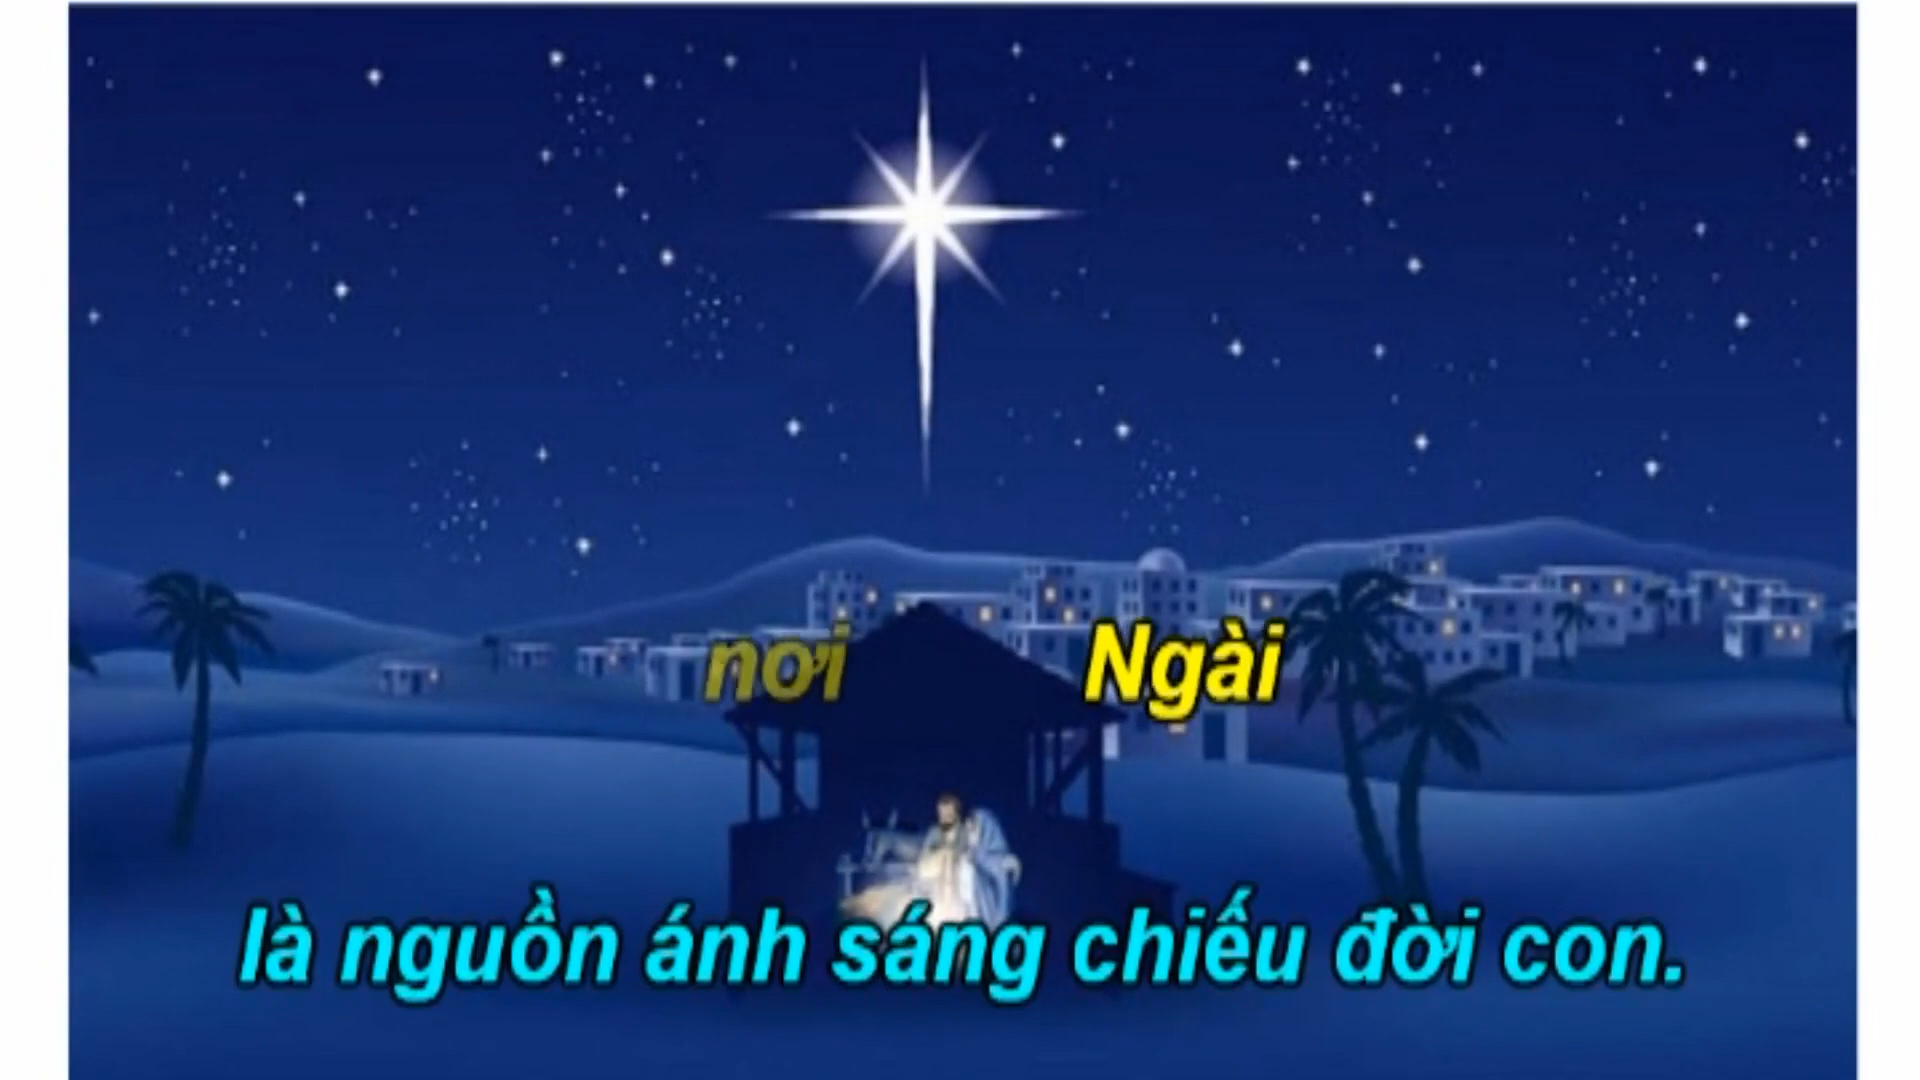 nơi Ngài
là nguồn ánh sáng chiếu đời con.